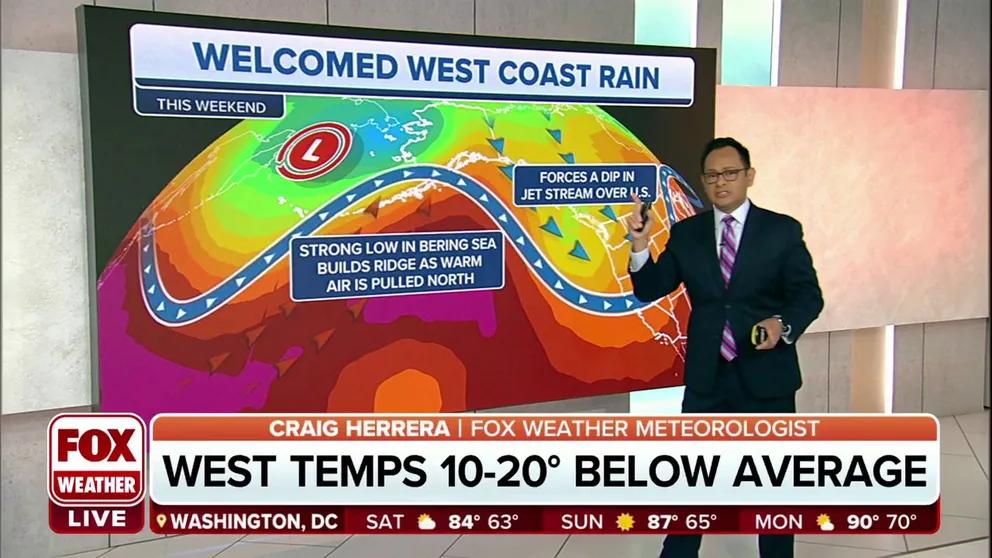 WELCOMED WEST COAST RAIN
THIS WEEKEND
L
FORCES A DIP IN
JET STREAM OVER U.S.
STRONG LOW IN BERING SEA
BUILDS RIDGE AS WARM
AIR IS PULLED NORTH
CRAIG HERRERA | FOX WEATHER METEOROLOGIST
WEST TEMPS 10-20° BELOW AVERAGE
FOX
WEATHER
LIVE
WASHINGTON, DC SAT 84° 63° SUN 87° 65° MON 90° 70°